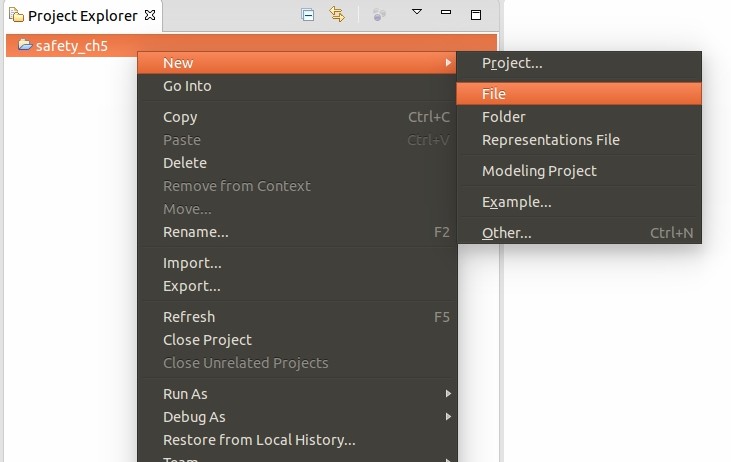 Project Explorer
safety_ch5
New
Go Into
Copy Ctrl+C
Paste Ctrl+V
Delete
Remove from Context
Move...
Rename... F2
Import...
Export...
Refresh F5
Close Project
Close Unrelated Projects
Run As
Debug As
Restore from Local History...
Team
Project...
File
Folder
Representations File
Modeling Project
Example...
Other... Ctrl+N